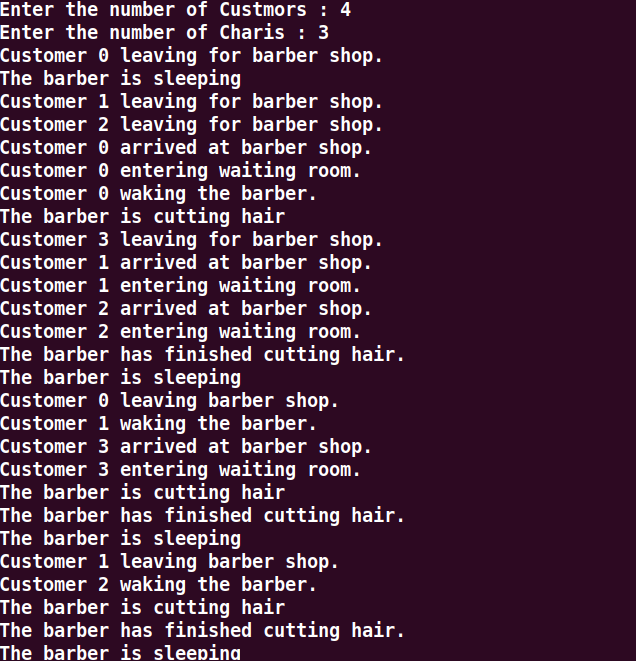 Enter the number of Custmors : 4
Enter the number of Charis : 3
Customer 0 leaving for barber shop.
The barber is sleeping
Customer 1 leaving for barber shop.
Customer 2 leaving for barber shop.
Customer 0 arrived at barber shop.
Customer 0 entering waiting room.
Customer 0 waking the barber.
The barber is cutting hair
Customer 3 leaving for barber shop.
Customer 1 arrived at barber shop.
Customer 1 entering waiting room.
Customer 2 arrived at barber shop.
Customer 2 entering waiting room.
The barber has finished cutting hair.
The barber is sleeping
Customer 0 leaving barber shop.
Customer 1 waking the barber.
Customer 3 arrived at barber shop.
Customer 3 entering waiting room.
The barber is cutting hair
The barber has finished cutting hair.
The barber is sleeping
Customer 1 leaving barber shop.
Customer 2 waking the barber.
The barber is cutting hair
The barber has finished cutting hair.
The barber is sleeping